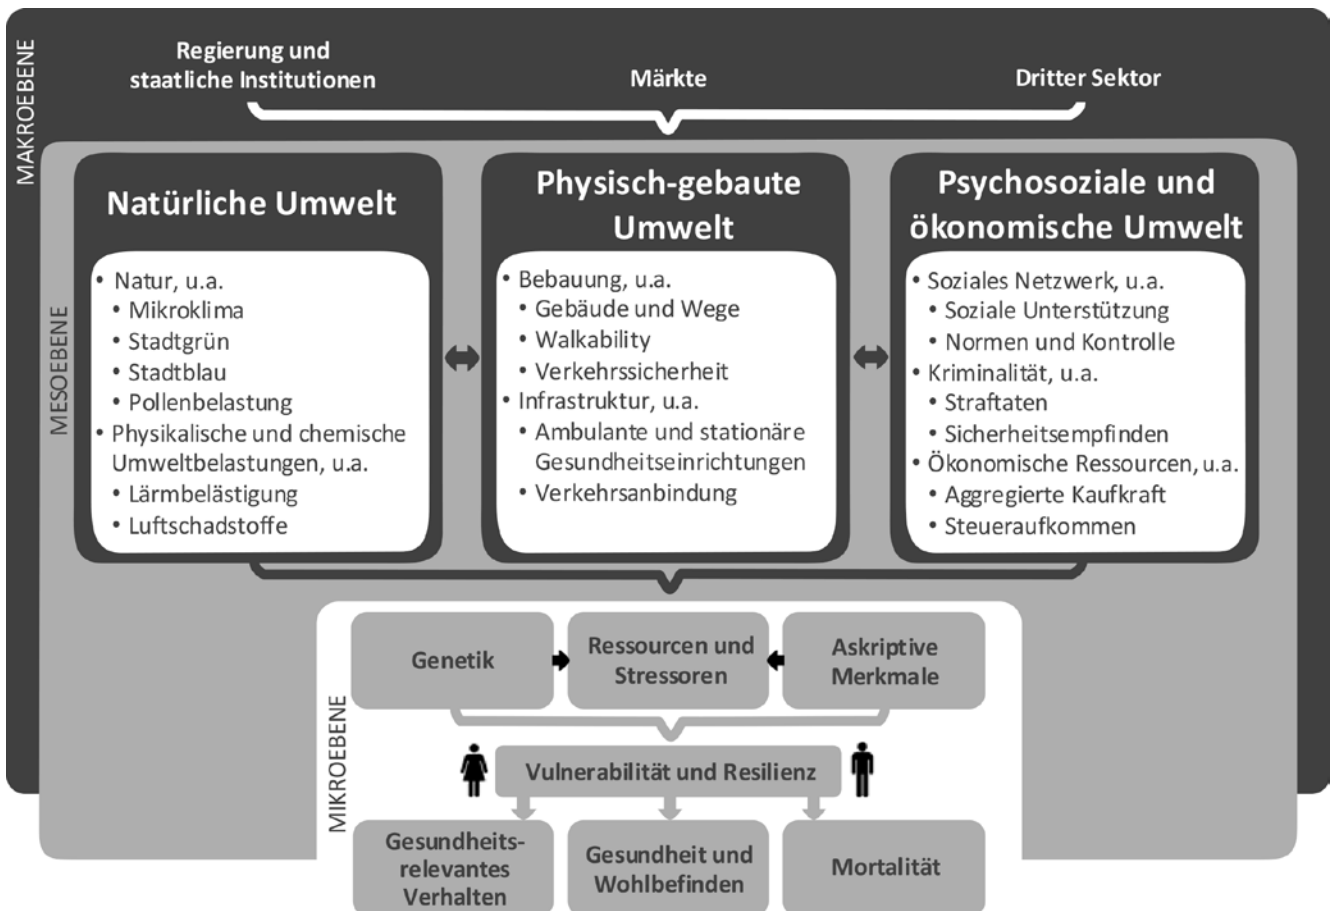 MAKROEBENE
Regierung und
staatliche Institutionen
Märkte
Dritter Sektor
MESOEBENE
Natürliche Umwelt
• Natur, u.a.
• Mikroklima
• Stadtgrün
• Stadtblau
• Pollenbelastung
• Physikalische und chemische
Umweltbelastungen, u.a.
• Lärmbelästigung
• Luftschadstoffe
Physisch-gebaute
Umwelt
• Bebauung, u.a.
• Gebäude und Wege
• Walkability
• Verkehrssicherheit
• Infrastruktur, u.a.
• Ambulante und stationäre
Gesundheitseinrichtungen
• Verkehrsanbindung
Psychosoziale und
ökonomische Umwelt
• Soziales Netzwerk, u.a.
• Soziale Unterstützung
• Normen und Kontrolle
• Kriminalität, u.a.
• Straftaten
• Sicherheitsempfinden
• Ökonomische Ressourcen, u.a.
• Aggregierte Kaufkraft
• Steueraufkommen
MIKROEBENE
Genetik
Ressourcen und
Stressoren
Askriptive
Merkmale
Vulnerabilität und Resilienz
Gesundheits-
relevantes
Verhalten
Gesundheit und
Wohlbefinden
Mortalität